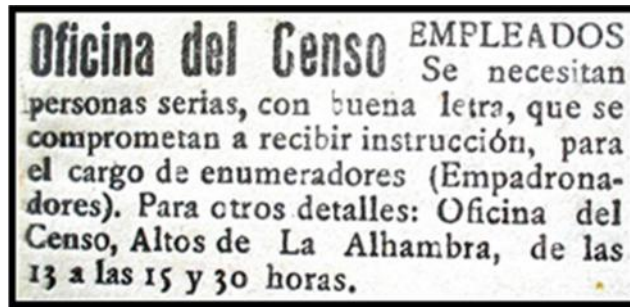 Oficina del Censo EMPLEADOS
Se necesitan
personas serias, con buena letra, que se
comprometan a recibir instrucción, para
el cargo de enumeradores (Empadrona-
dores). Para otros detalles: Oficina del
Censo, Altos de La Alhambra, de las
13 a las 15 y 30 horas.